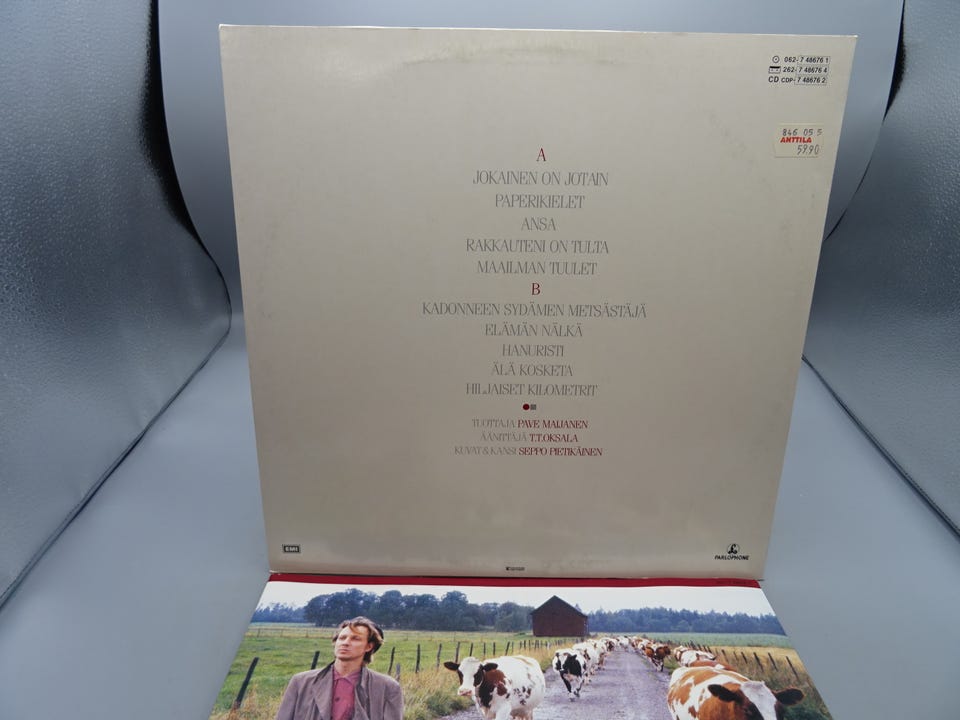 062- 7 48676 1
262- 7 48676 4
CD CDP- 7 48676 2
846 05 5
ANTTILA
59.90
A
JOKAINEN ON JOTAIN
PAPERIKIELET
ANSA
RAKKAUTENI ON TULTA
MAAILMAN TUULET
B
KADONNEEN SYDÄMEN METSÄSTÄJÄ
ELÄMÄN NÄLKÄ
HANURISTI
ÄLÄ KOSKETA
HILJAISET KILOMETRIT
TUOTTAJA PAVE MAIJANEN
ÄÄNITTÄJÄ T.T.OKSALA
KUVAT & KANSI SEPPO PIETIKÄINEN
EMI
PARLOPHONE